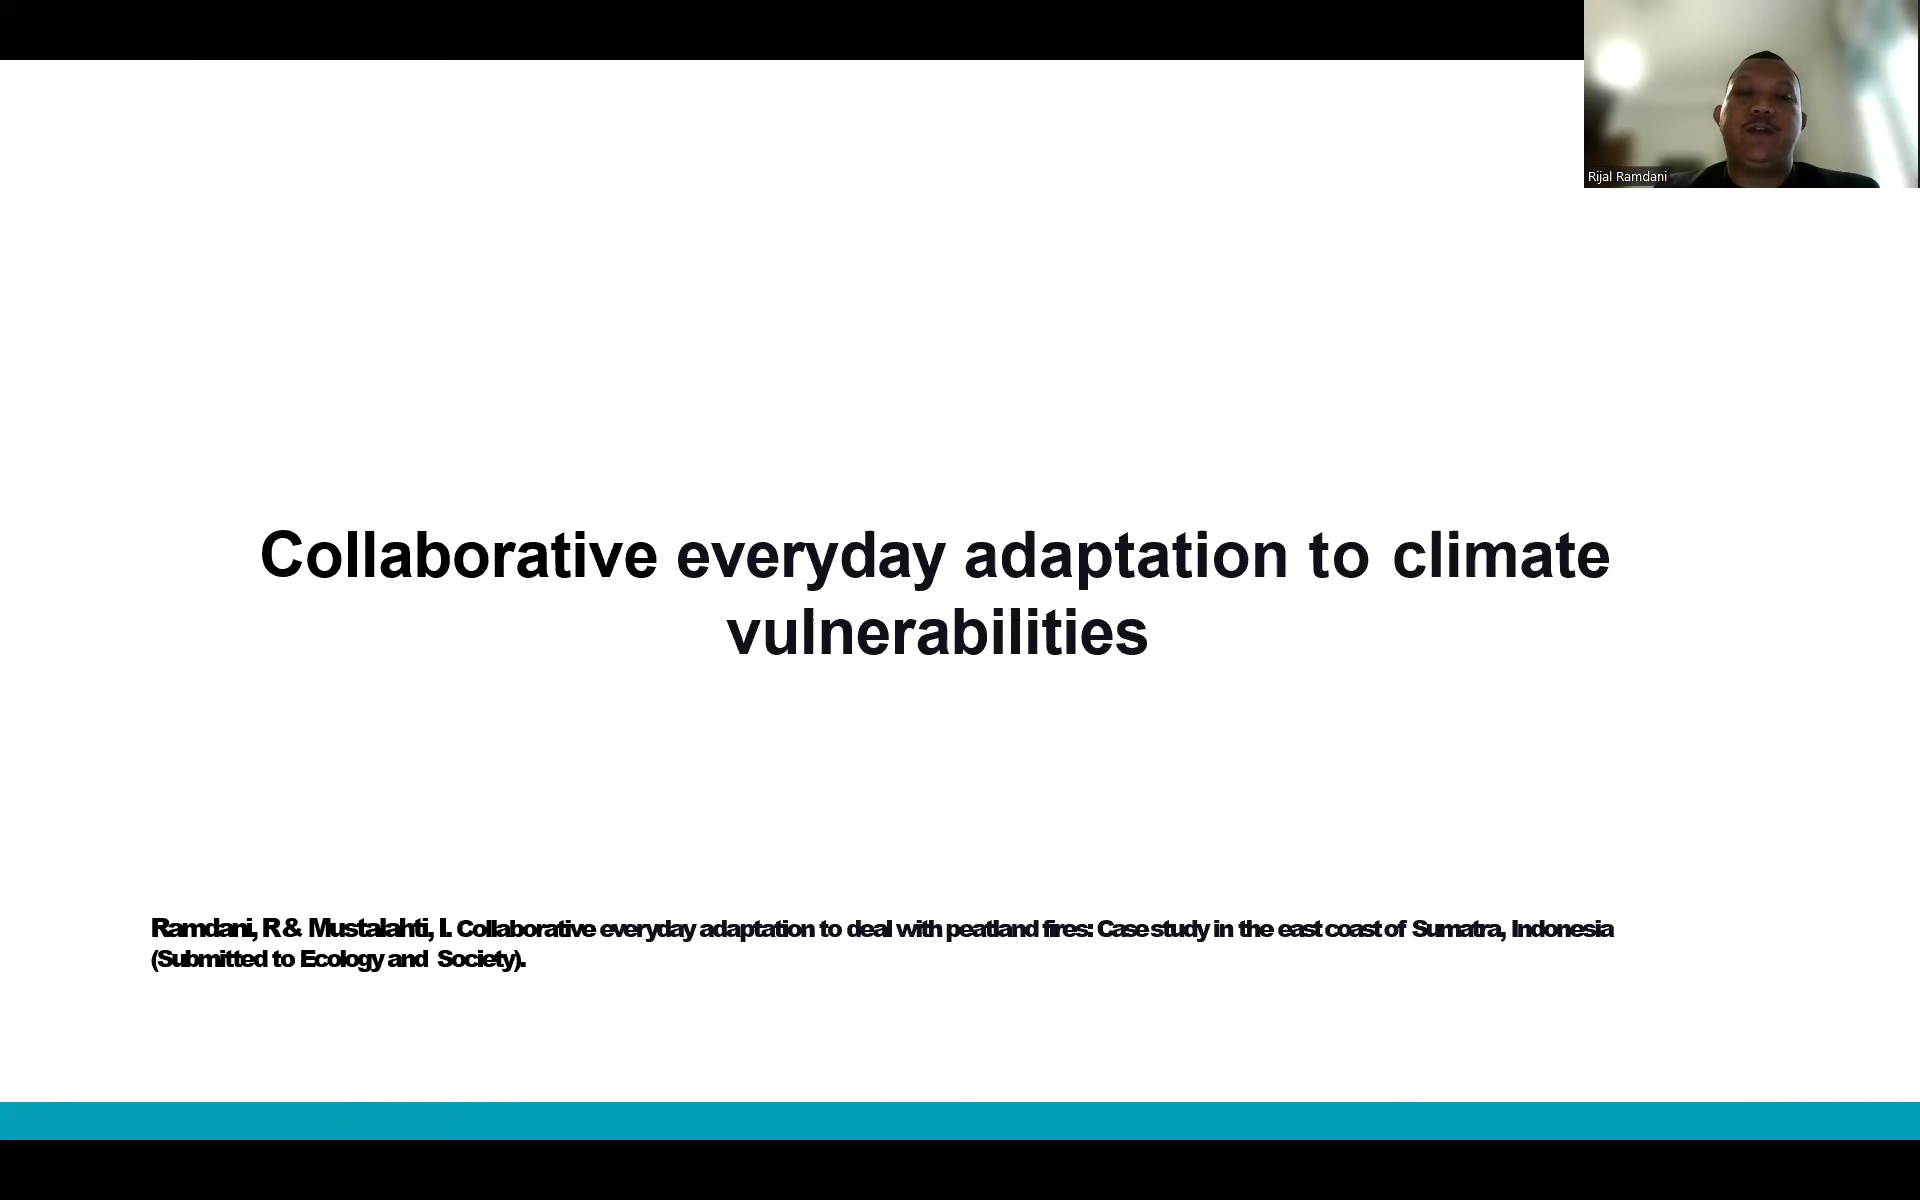 Rijal Ramdani
Collaborative everyday adaptation to climate
vulnerabilities
Ramdani, R & Mustalahti, I. Collaborative everyday adaptation to deal with peatland fires: Case study in the east coast of Sumatra, Indonesia
(Submitted to Ecology and Society).